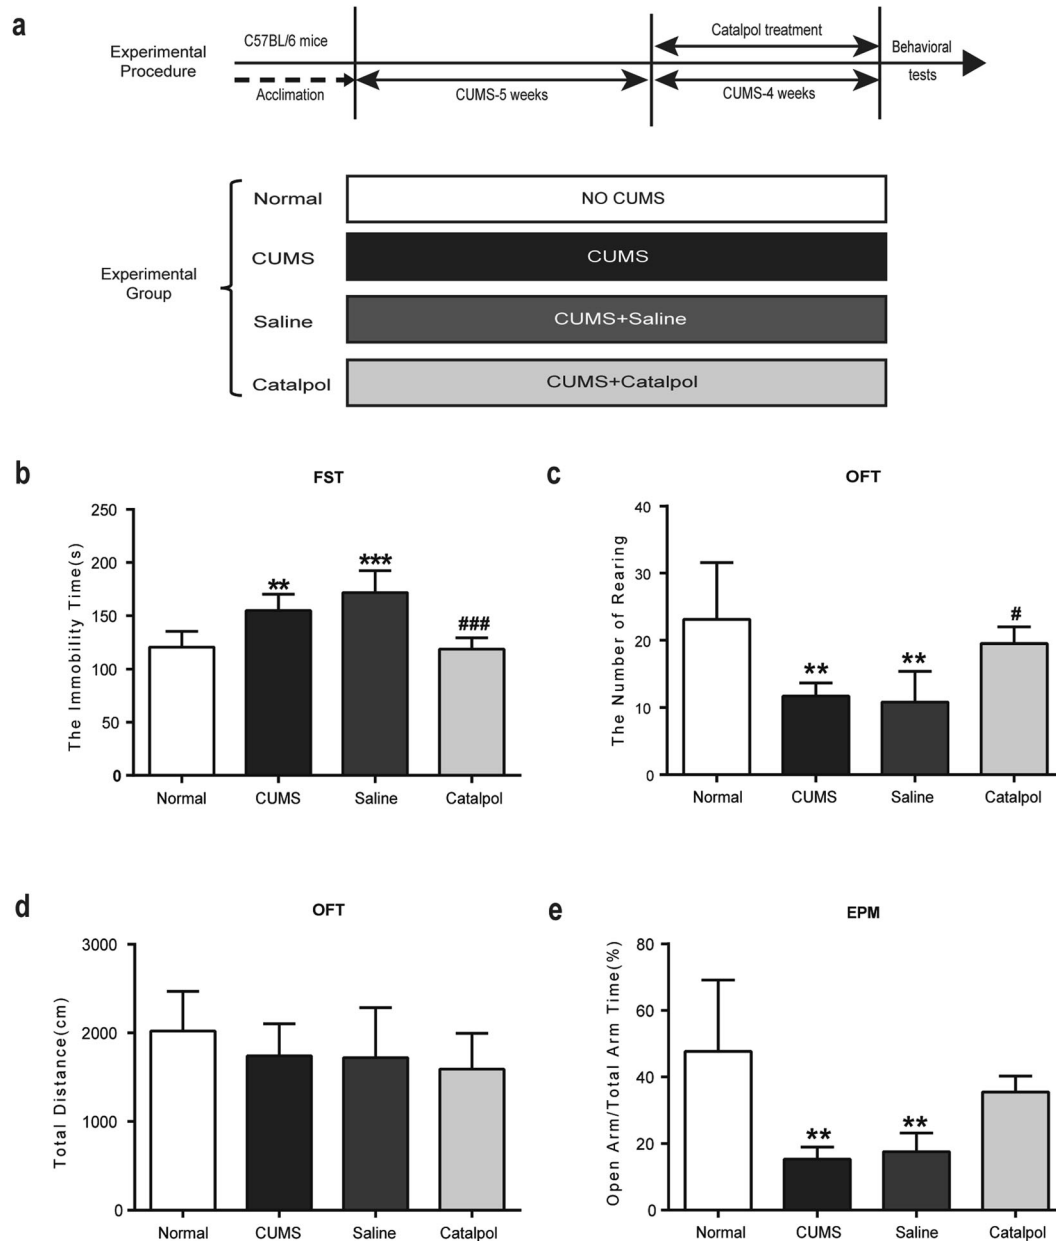 a
Experimental
Procedure
C57BL/6 mice
Acclimation
CUMS-5 weeks
Catalpol treatment
CUMS-4 weeks
Behavioral
tests
Experimental
Group
Normal
NO CUMS
CUMS
CUMS
Saline
CUMS+Saline
Catalpol
CUMS+Catalpol
b
FST
The Immobility Time(s)
250
200
150
100
50
0
**
***
###
Normal CUMS Saline Catalpol
c
OFT
The Number of Rearing
40
30
20
10
0
**
**
#
Normal CUMS Saline Catalpol
d
OFT
Total Distance(cm)
3000
2000
1000
0
Normal CUMS Saline Catalpol
e
EPM
Open Arm/Total Arm Time(%)
80
60
40
20
0
**
**
Normal CUMS Saline Catalpol